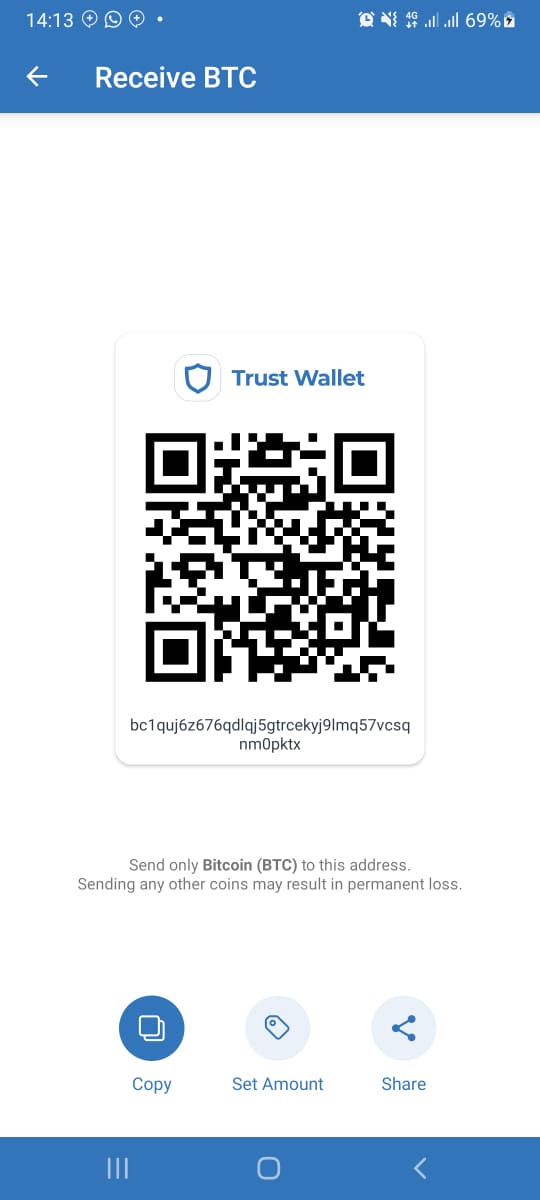 14:13
4G
69%
Receive BTC
Trust Wallet
bc1quj6z676qdlqj5gtrcekyj9lmq57vcsq
nm0pktx
Send only Bitcoin (BTC) to this address.
Sending any other coins may result in permanent loss.
Copy
Set Amount
Share